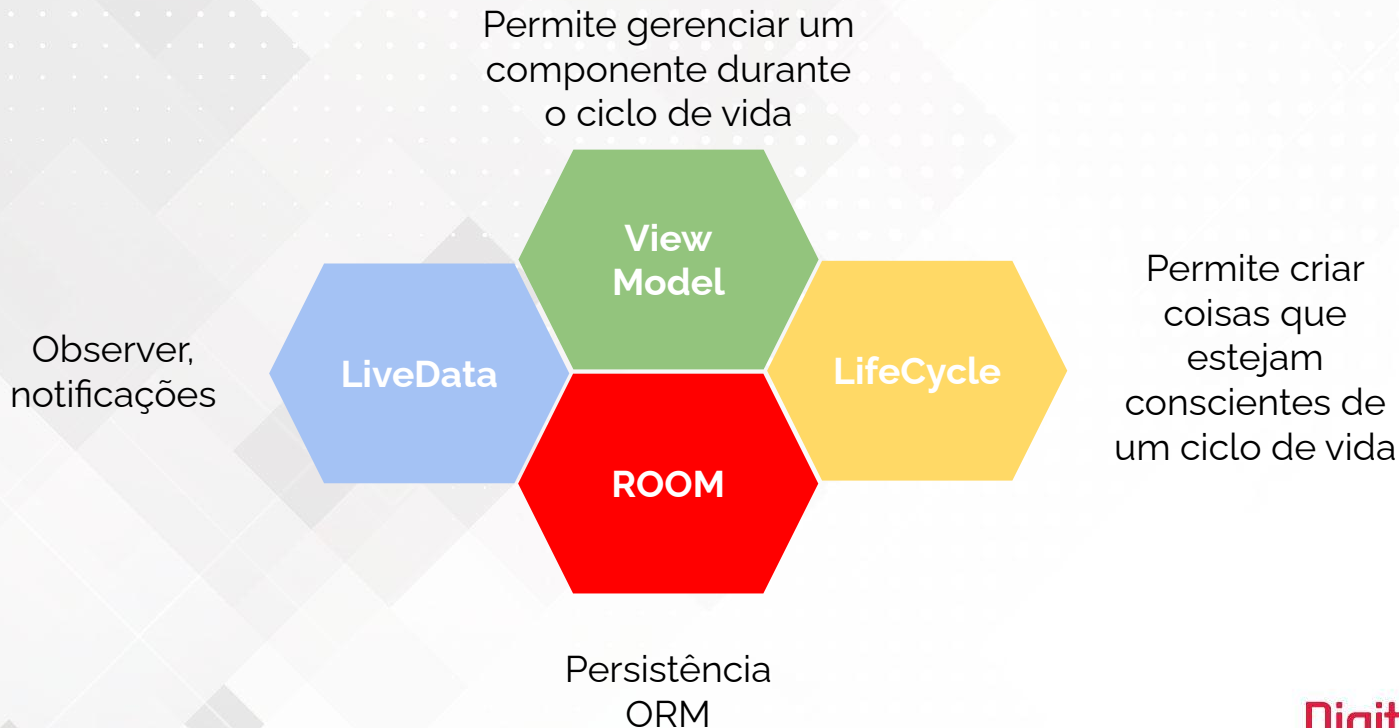 Permite gerenciar um
componente durante
o ciclo de vida
View
Model
Observer,
notificações
LiveData
LifeCycle
Permite criar
coisas que
estejam
conscientes de
um ciclo de vida
ROOM
Persistência
ORM